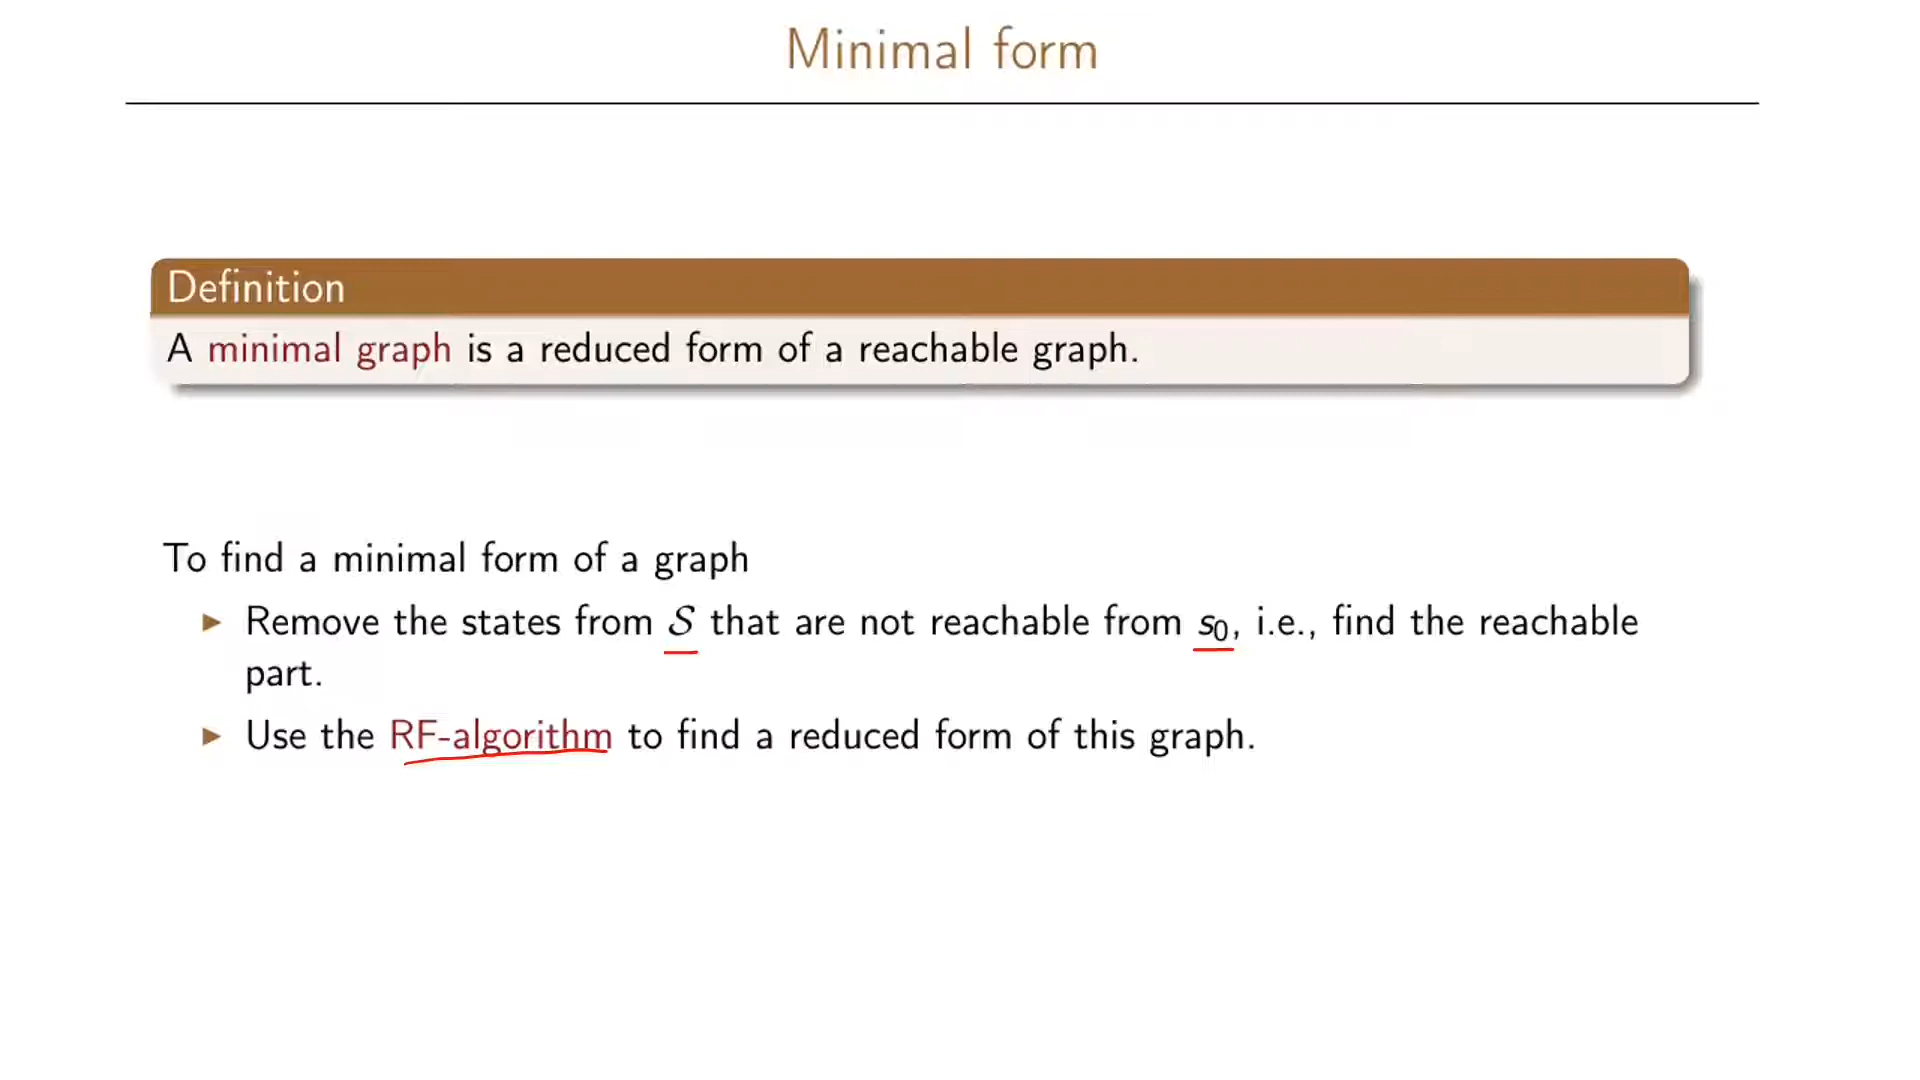 Minimal form
Definition
A minimal graph is a reduced form of a reachable graph.
To find a minimal form of a graph
▶ Remove the states from 𝒮 that are not reachable from s₀, i.e., find the reachable
part.
▶ Use the RF-algorithm to find a reduced form of this graph.